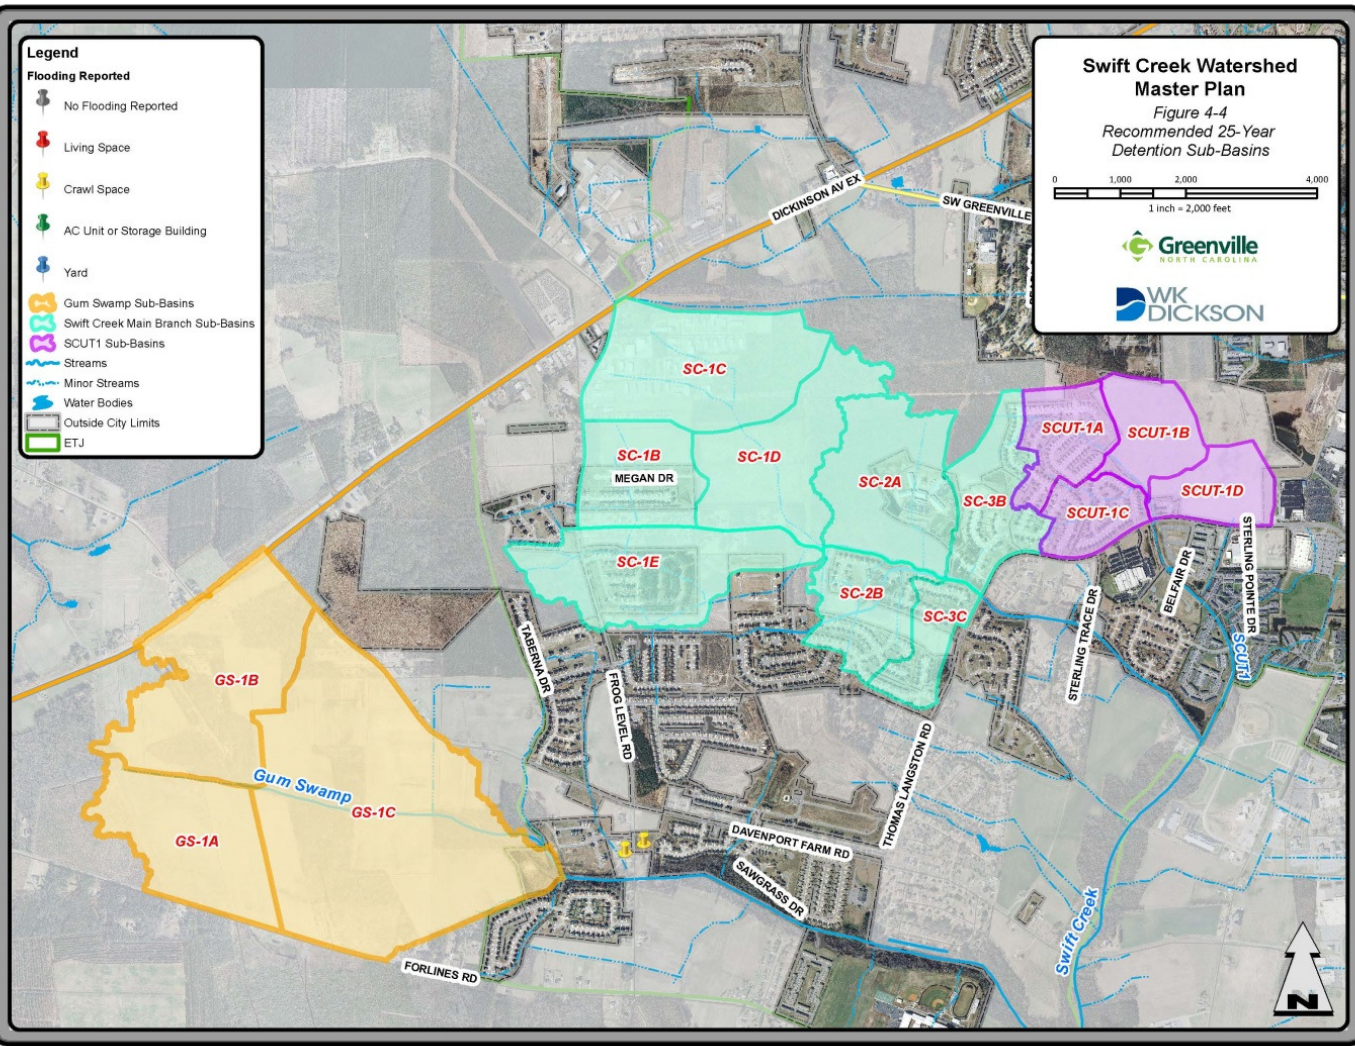 Legend
Flooding Reported
No Flooding Reported
Living Space
Crawl Space
AC Unit or Storage Building
Yard
Gum Swamp Sub-Basins
Swift Creek Main Branch Sub-Basins
SCUT1 Sub-Basins
Streams
Minor Streams
Water Bodies
Outside City Limits
ETJ
Swift Creek Watershed
Master Plan
Figure 4-4
Recommended 25-Year
Detention Sub-Basins
0 1,000 2,000 4,000
1 inch = 2,000 feet
Greenville
NORTH CAROLINA
WK
DICKSON
DICKINSON AV EX
SW GREENVILLE
SC-1C
SC-1B
MEGAN DR
SC-1D
SC-2A
SC-3B
SCUT-1A
SCUT-1B
SCUT-1C
SCUT-1D
SC-1E
SC-2B
SC-3C
STERLING TRACE DR
BELFAIR DR
STERLING POINTE DR
SCUT1
TABERNA DR
FROG LEVEL RD
THOMAS LANGSTON RD
GS-1B
Gum Swamp
GS-1C
GS-1A
DAVENPORT FARM RD
SAWGRASS DR
Swift Creek
FORLINES RD
N